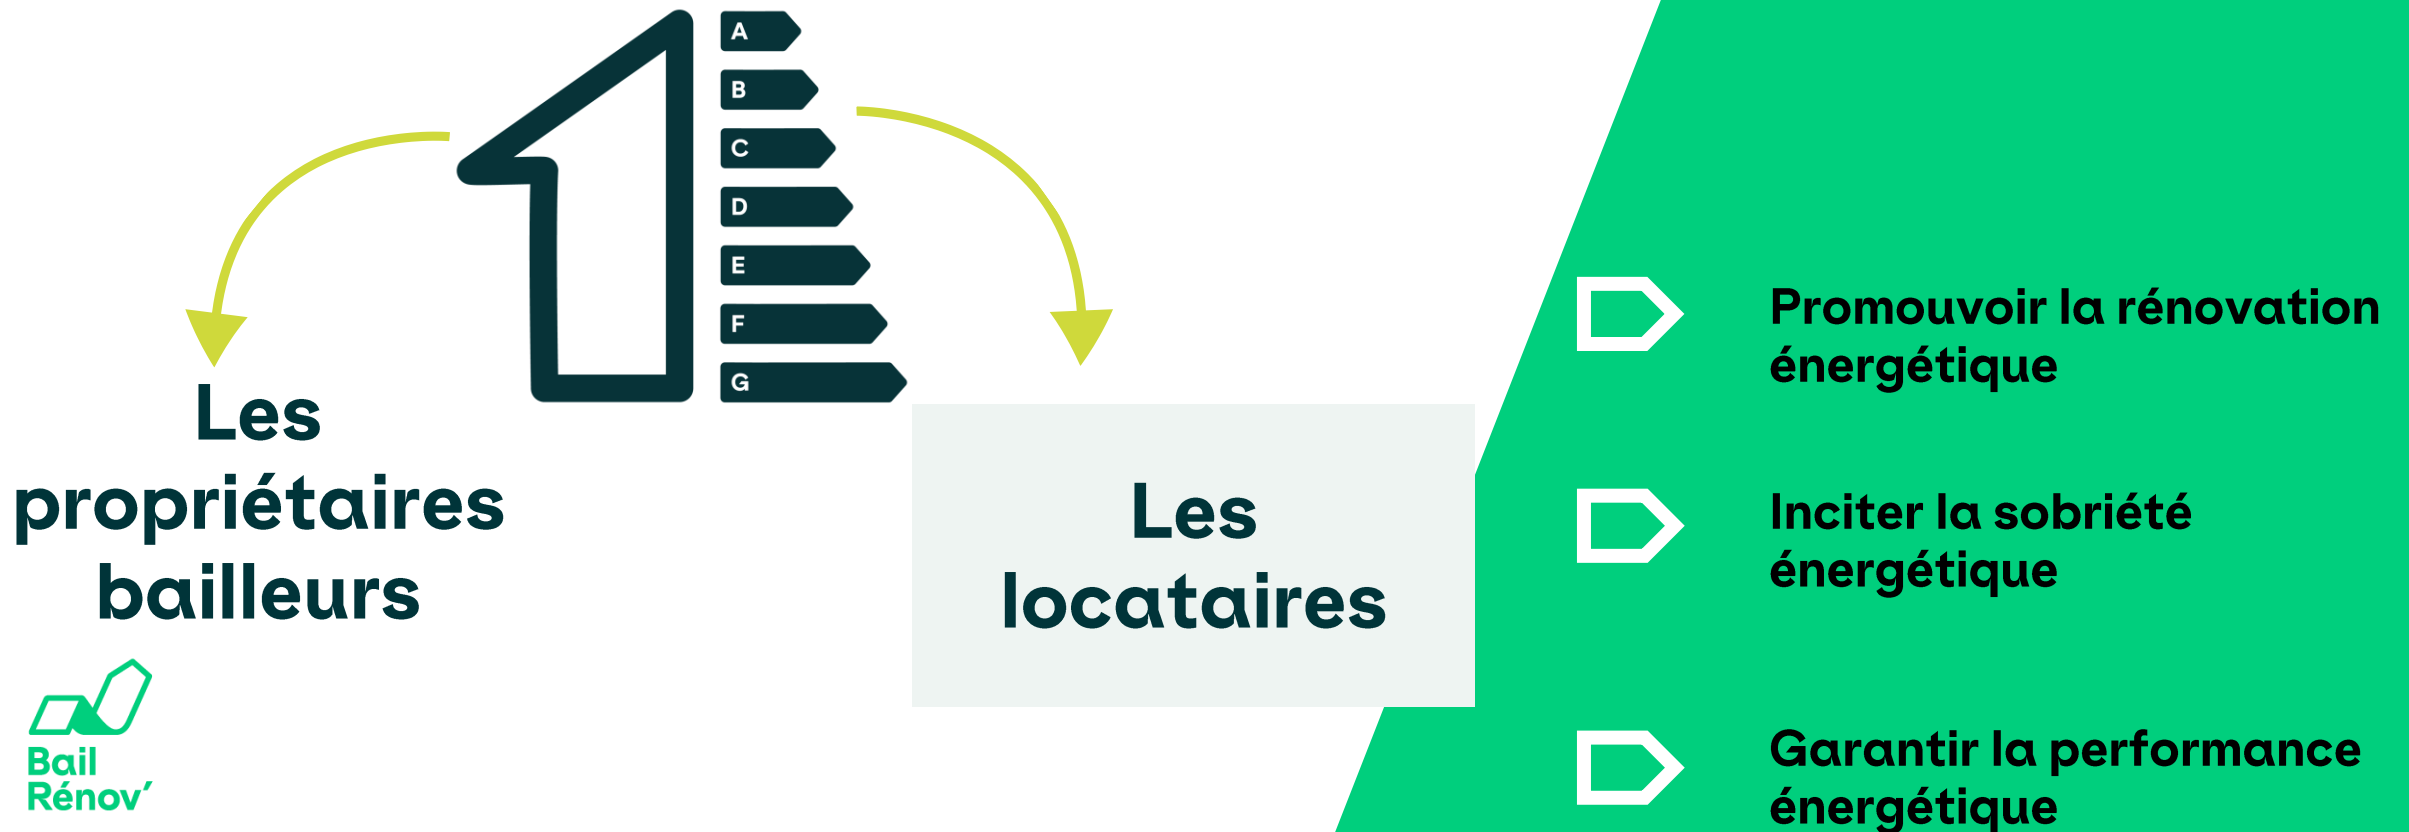 A
B
C
D
E
F
G
Les
propriétaires
bailleurs
Les
locataires
Bail
Rénov’
Promouvoir la rénovation
énergétique
Inciter la sobriété
énergétique
Garantir la performance
énergétique